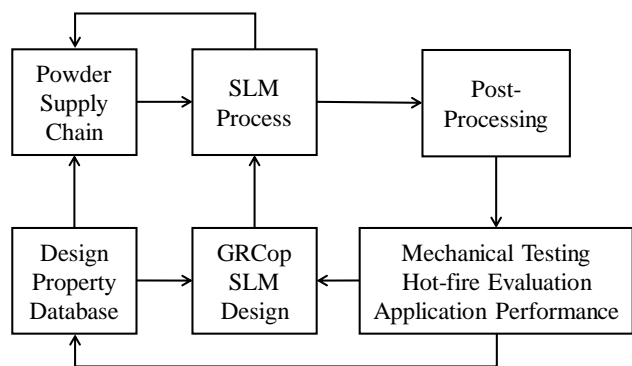 Powder
Supply
Chain
SLM
Process
Post-
Processing
Design
Property
Database
GRCop
SLM
Design
Mechanical Testing
Hot-fire Evaluation
Application Performance